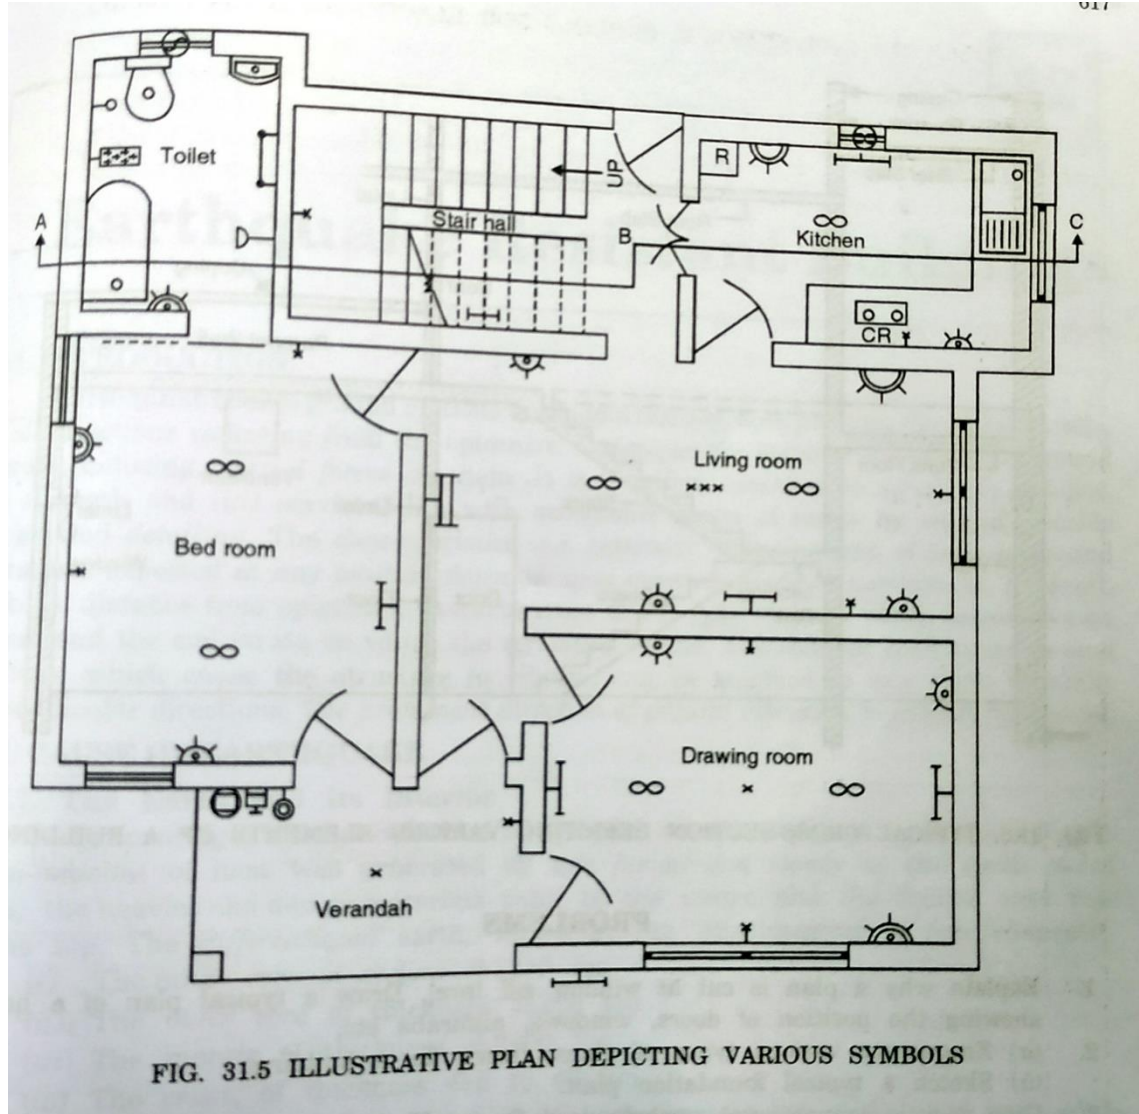 617
Toilet
UP
R
Stair hall
A
B
C
Kitchen
CR
Living room
Bed room
Drawing room
Verandah
FIG. 31.5 ILLUSTRATIVE PLAN DEPICTING VARIOUS SYMBOLS